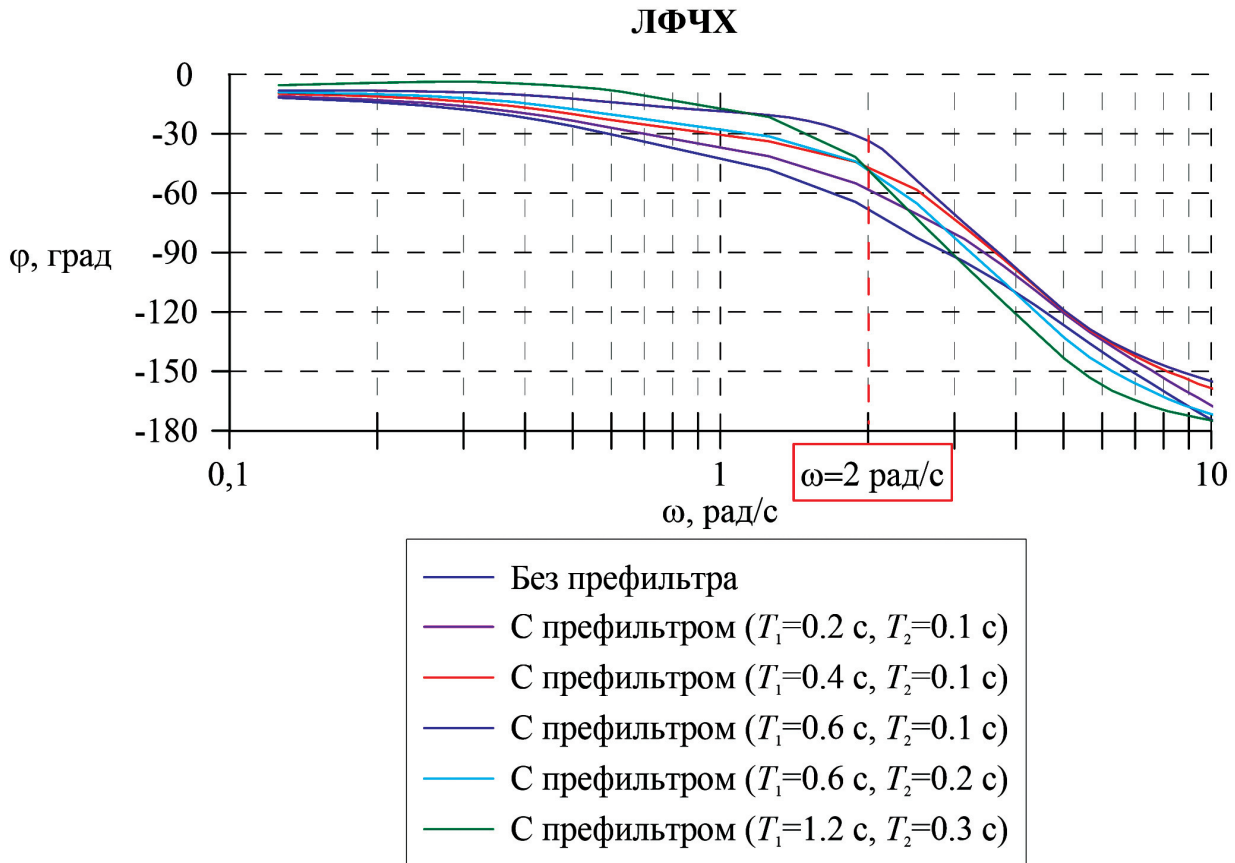 ЛФЧХ
0
-30
-60
-90
-120
-150
-180
φ, град
0,1
1
ω=2 рад/с
10
ω, рад/с
Без префильтра
С префильтром (T₁=0.2 с, T₂=0.1 с)
С префильтром (T₁=0.4 с, T₂=0.1 с)
С префильтром (T₁=0.6 с, T₂=0.1 с)
С префильтром (T₁=0.6 с, T₂=0.2 с)
С префильтром (T₁=1.2 с, T₂=0.3 с)